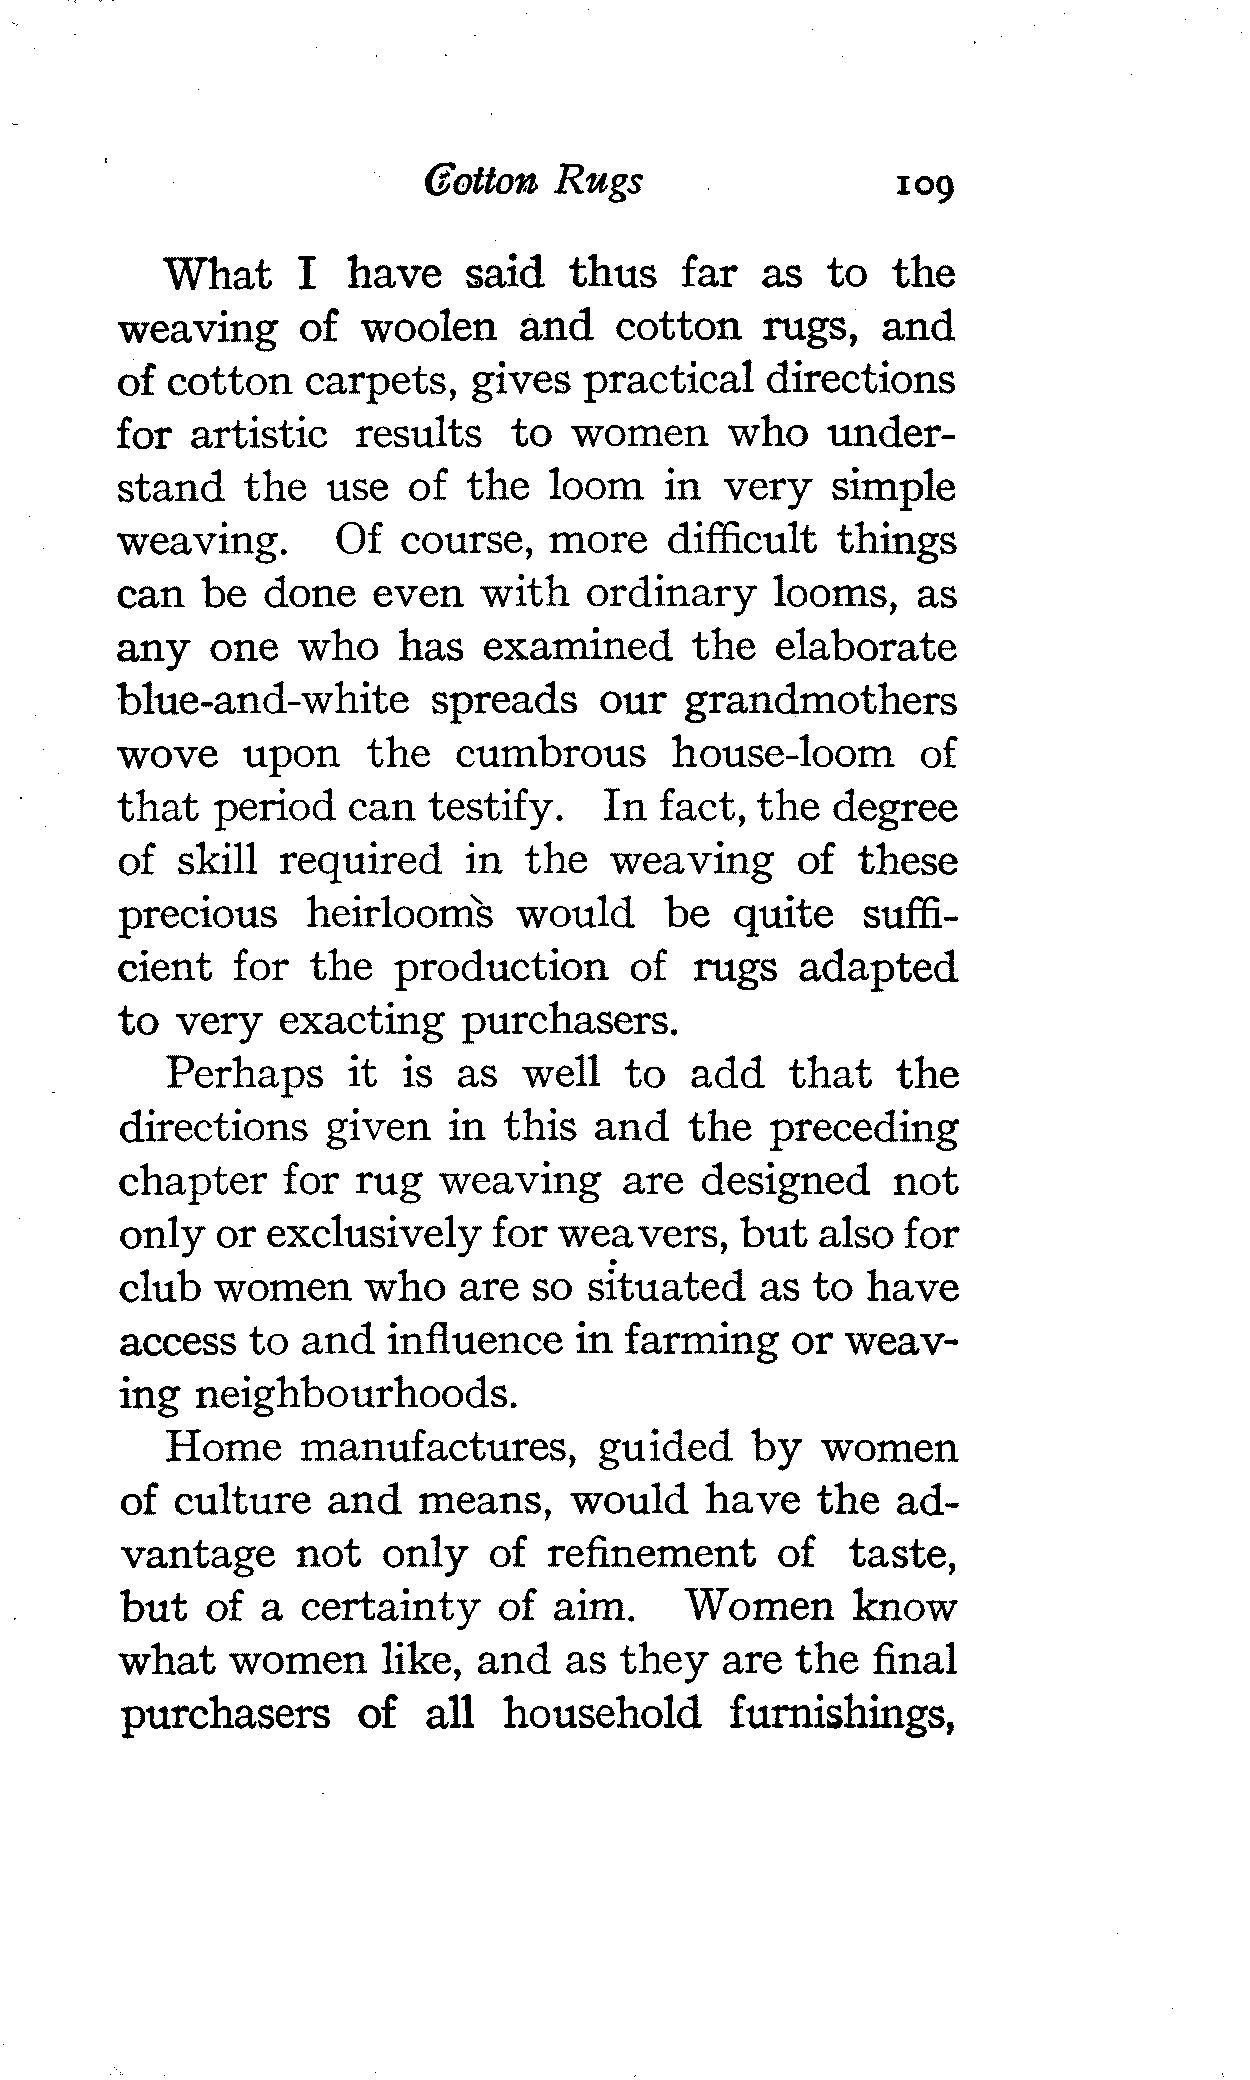 Cotton Rugs 109
What I have said thus far as to the
weaving of woolen and cotton rugs, and
of cotton carpets, gives practical directions
for artistic results to women who under-
stand the use of the loom in very simple
weaving. Of course, more difficult things
can be done even with ordinary looms, as
any one who has examined the elaborate
blue-and-white spreads our grandmothers
wove upon the cumbrous house-loom of
that period can testify. In fact, the degree
of skill required in the weaving of these
precious heirlooms would be quite suffi-
cient for the production of rugs adapted
to very exacting purchasers.
Perhaps it is as well to add that the
directions given in this and the preceding
chapter for rug weaving are designed not
only or exclusively for weavers, but also for
club women who are so situated as to have
access to and influence in farming or weav-
ing neighbourhoods.
Home manufactures, guided by women
of culture and means, would have the ad-
vantage not only of refinement of taste,
but of a certainty of aim. Women know
what women like, and as they are the final
purchasers of all household furnishings,